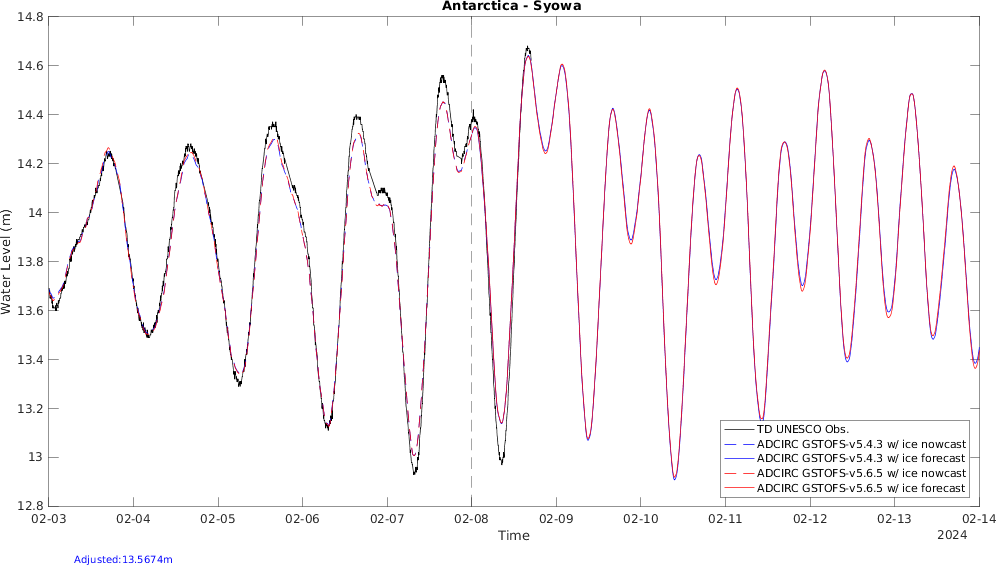 Antarctica - Syowa
14.8
14.6
14.4
14.2
14
13.8
13.6
13.4
13.2
13
12.8
Water Level (m)
TD UNESCO Obs.
ADCIRC GSTOFS-v5.4.3 w/ ice nowcast
ADCIRC GSTOFS-v5.4.3 w/ ice forecast
ADCIRC GSTOFS-v5.6.5 w/ ice nowcast
ADCIRC GSTOFS-v5.6.5 w/ ice forecast
02-03 02-04 02-05 02-06 02-07 02-08 02-09 02-10 02-11 02-12 02-13 02-14
Time
2024
Adjusted:13.5674m